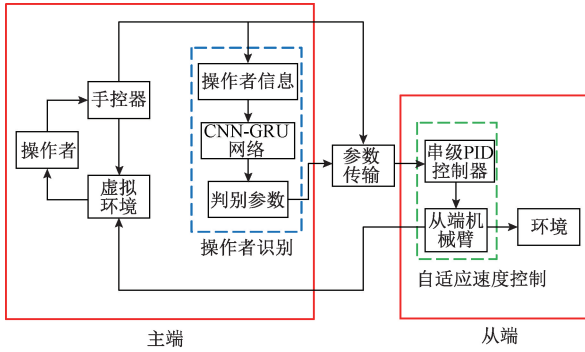 手控器
操作者
虚拟
环境
操作者信息
CNN-GRU
网络
判别参数
操作者识别
参数
传输
串级PID
控制器
从端机
械臂
环境
自适应速度控制
主端
从端